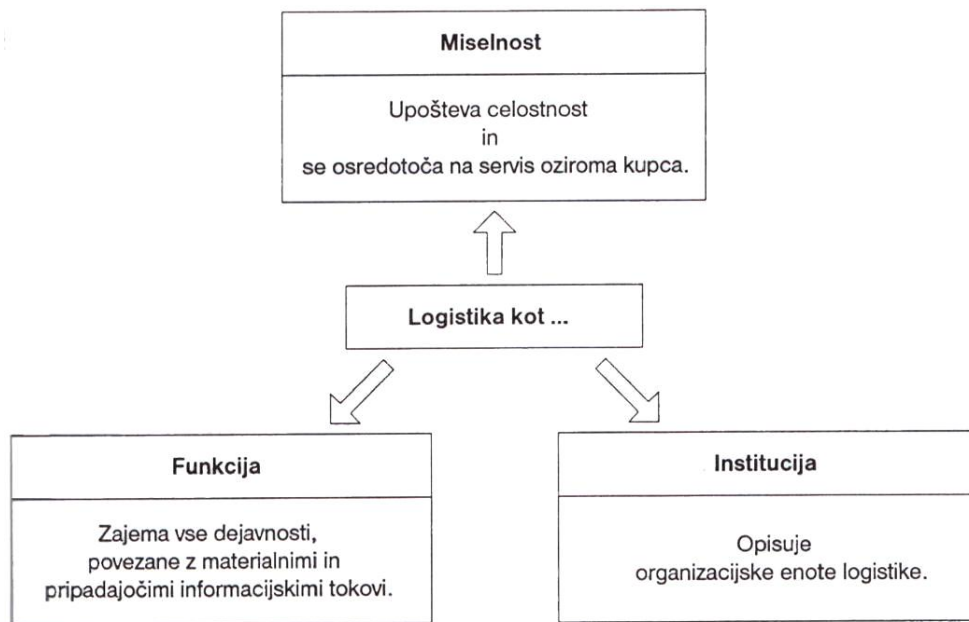 Miselnost
Upošteva celostnost
in
se osredotoča na servis oziroma kupca.
Logistika kot ...
Funkcija
Zajema vse dejavnosti,
povezane z materialnimi in
pripadajočimi informacijskimi tokovi.
Institucija
Opisuje
organizacijske enote logistike.